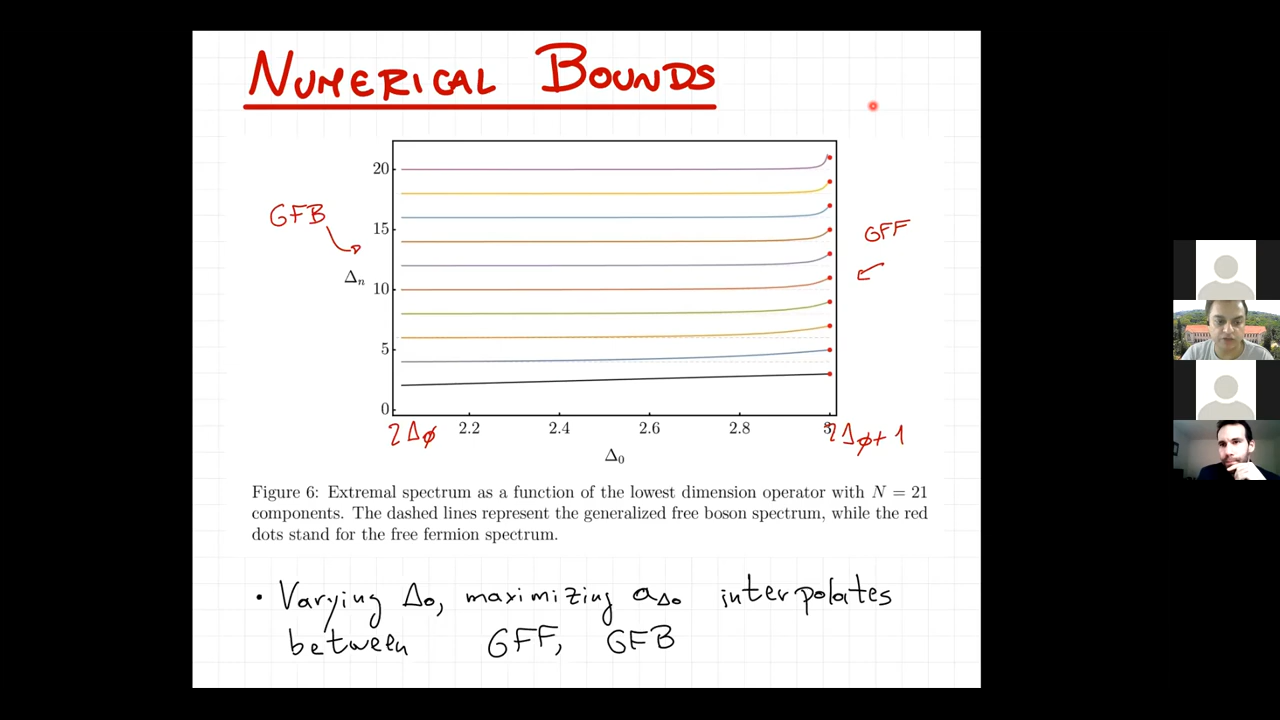 NUMERICAL BOUNDS
20
GFB
15
GFF
Δₙ
10
5
0
2Δϕ 2.2 2.4 2.6 2.8 2Δϕ+1
Δ₀
Figure 6: Extremal spectrum as a function of the lowest dimension operator with N = 21
components. The dashed lines represent the generalized free boson spectrum, while the red
dots stand for the free fermion spectrum.
• Varying Δ₀, maximizing aΔ₀ interpolates
between GFF, GFB